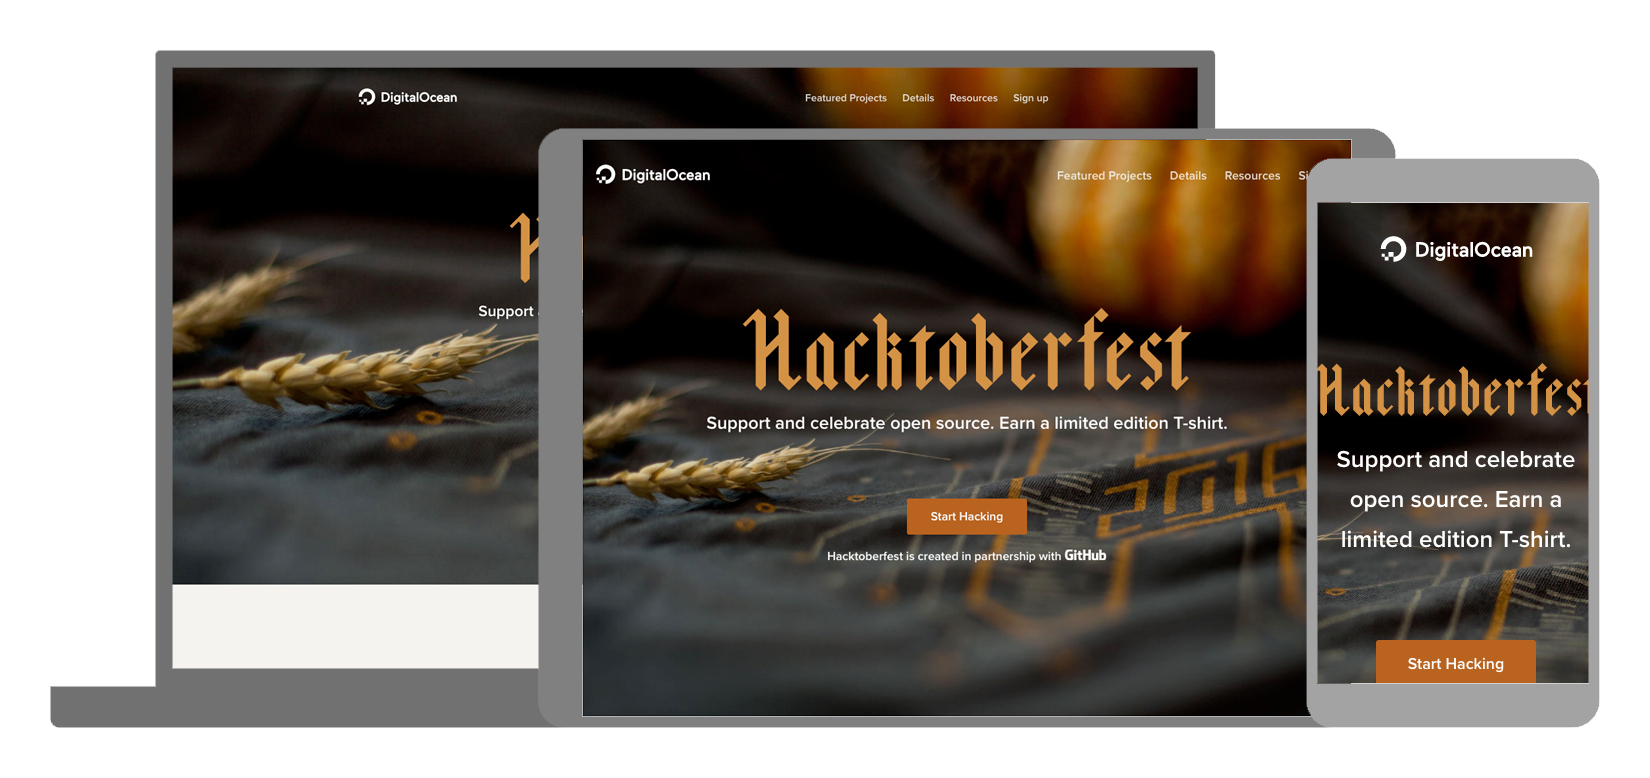 DigitalOcean
Featured Projects Details Resources Sign up
H
Support
DigitalOcean
Featured Projects Details Resources Si
Hacktoberfest
Support and celebrate open source. Earn a limited edition T-shirt.
2016
Start Hacking
Hacktoberfest is created in partnership with GitHub
DigitalOcean
Hacktoberfest
Support and celebrate
open source. Earn a
limited edition T-shirt.
Start Hacking